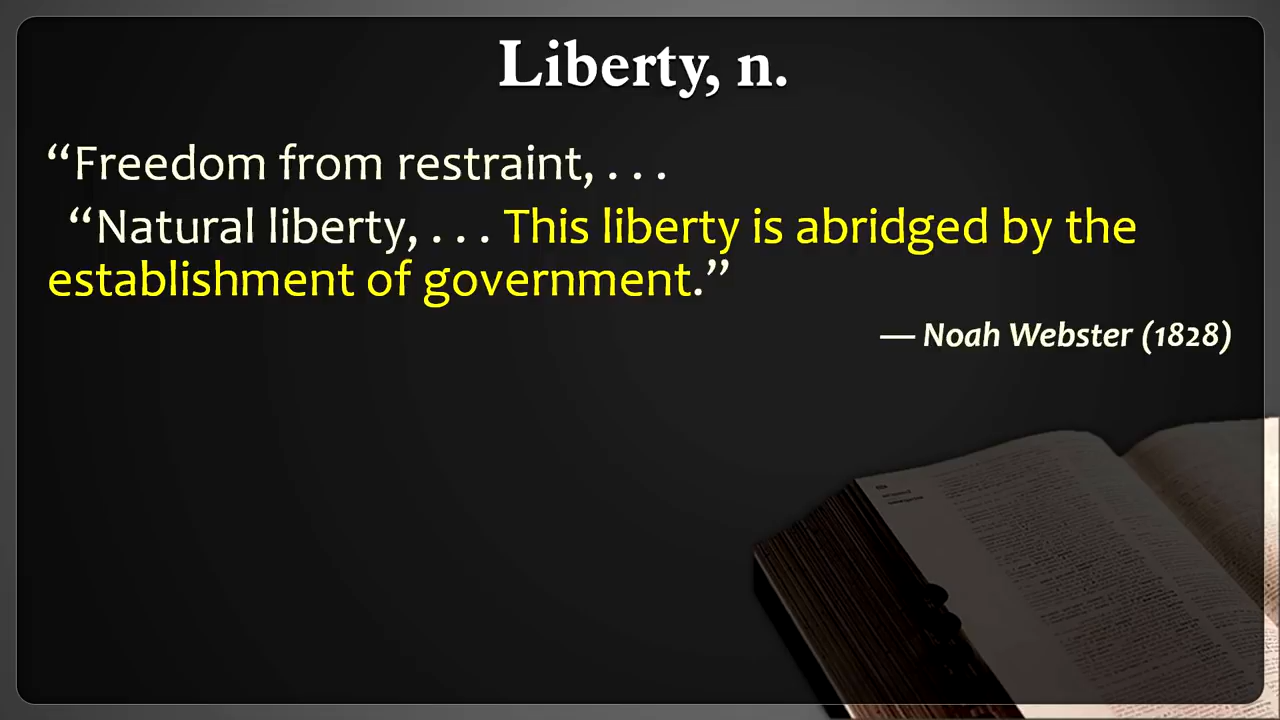 Liberty, n.
“Freedom from restraint, . . .
“Natural liberty, . . . This liberty is abridged by the
establishment of government.”
— Noah Webster (1828)